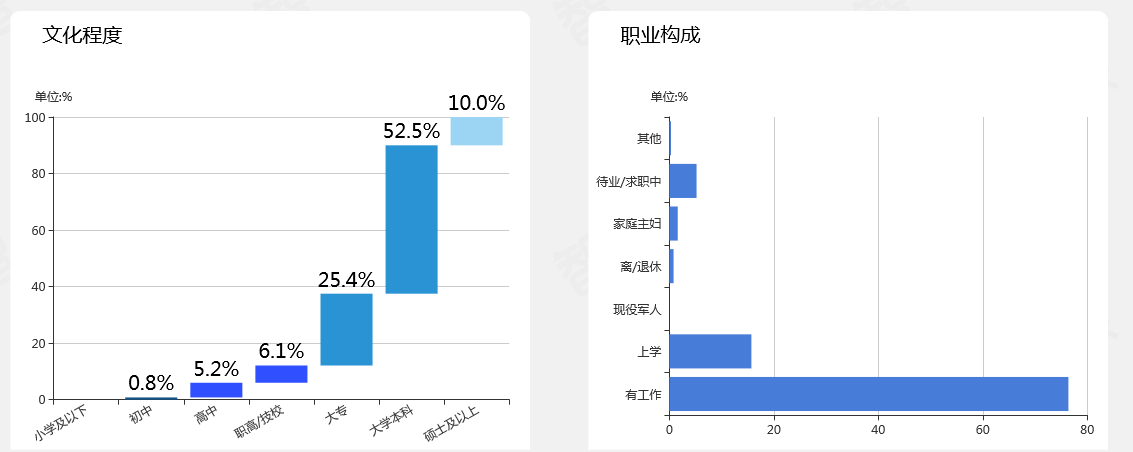 文化程度
单位:%
100
80
60
40
20
0
0.8%
5.2%
6.1%
25.4%
52.5%
10.0%
小学及以下
初中
高中
职高/技校
大专
大学本科
硕士及以上
职业构成
单位:%
其他
待业/求职中
家庭主妇
离/退休
现役军人
上学
有工作
0
20
40
60
80